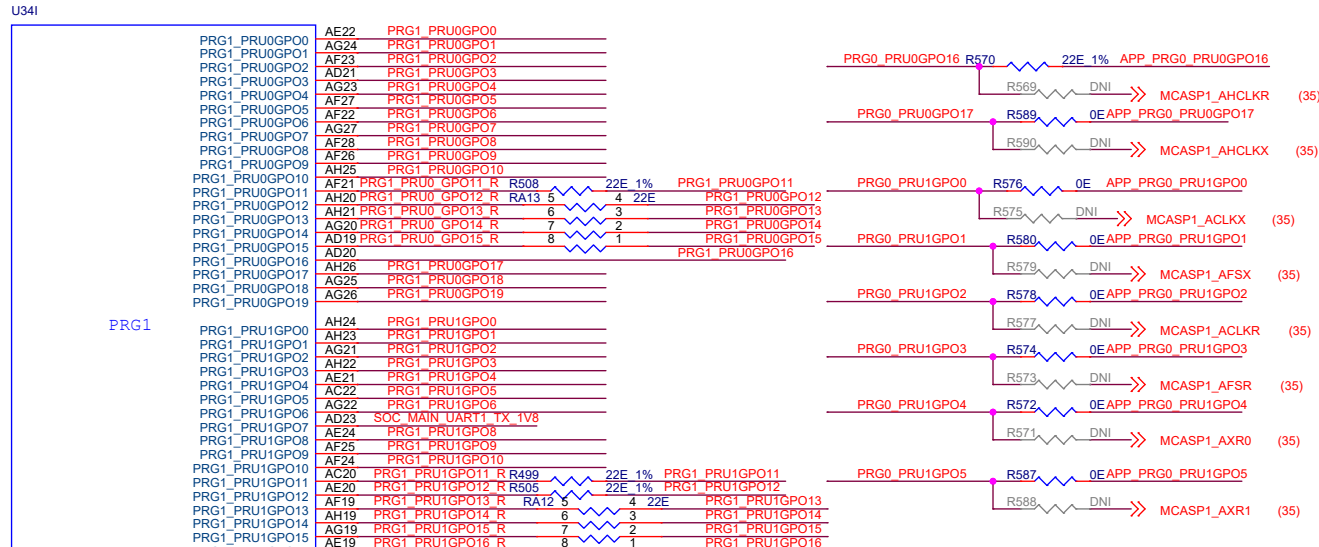 U34I
PRG1
PRG1_PRU0GPO0 AE22 PRG1_PRU0GPO0
PRG1_PRU0GPO1 AG24 PRG1_PRU0GPO1
PRG1_PRU0GPO2 AF23 PRG1_PRU0GPO2
PRG1_PRU0GPO3 AD21 PRG1_PRU0GPO3
PRG1_PRU0GPO4 AG23 PRG1_PRU0GPO4
PRG1_PRU0GPO5 AF27 PRG1_PRU0GPO5
PRG1_PRU0GPO6 AF22 PRG1_PRU0GPO6
PRG1_PRU0GPO7 AG27 PRG1_PRU0GPO7
PRG1_PRU0GPO8 AF28 PRG1_PRU0GPO8
PRG1_PRU0GPO9 AF26 PRG1_PRU0GPO9
PRG1_PRU0GPO10 AH25 PRG1_PRU0GPO10
PRG1_PRU0GPO11 AF21 PRG1_PRU0_GPO11_R R508 22E_1% PRG1_PRU0GPO11
PRG1_PRU0GPO12 AH20 PRG1_PRU0_GPO12_R RA13 5 4 22E PRG1_PRU0GPO12
PRG1_PRU0GPO13 AH21 PRG1_PRU0_GPO13_R 6 3 PRG1_PRU0GPO13
PRG1_PRU0GPO14 AG20 PRG1_PRU0_GPO14_R 7 2 PRG1_PRU0GPO14
PRG1_PRU0GPO15 AD19 PRG1_PRU0_GPO15_R 8 1 PRG1_PRU0GPO15
PRG1_PRU0GPO16 AD20 PRG1_PRU0GPO16
PRG1_PRU0GPO17 AH26 PRG1_PRU0GPO17
PRG1_PRU0GPO18 AG25 PRG1_PRU0GPO18
PRG1_PRU0GPO19 AG26 PRG1_PRU0GPO19
PRG1_PRU1GPO0 AH24 PRG1_PRU1GPO0
PRG1_PRU1GPO1 AH23 PRG1_PRU1GPO1
PRG1_PRU1GPO2 AG21 PRG1_PRU1GPO2
PRG1_PRU1GPO3 AH22 PRG1_PRU1GPO3
PRG1_PRU1GPO4 AE21 PRG1_PRU1GPO4
PRG1_PRU1GPO5 AC22 PRG1_PRU1GPO5
PRG1_PRU1GPO6 AG22 PRG1_PRU1GPO6
PRG1_PRU1GPO7 AD23 SOC_MAIN_UART1_TX_1V8
PRG1_PRU1GPO8 AE24 PRG1_PRU1GPO8
PRG1_PRU1GPO9 AF25 PRG1_PRU1GPO9
PRG1_PRU1GPO10 AF24 PRG1_PRU1GPO10
PRG1_PRU1GPO11 AC20 PRG1_PRU1GPO11_R R499 22E_1% PRG1_PRU1GPO11
PRG1_PRU1GPO12 AE20 PRG1_PRU1GPO12_R R505 22E_1% PRG1_PRU1GPO12
PRG1_PRU1GPO13 AF19 PRG1_PRU1GPO13_R RA12 5 4 22E PRG1_PRU1GPO13
PRG1_PRU1GPO14 AH19 PRG1_PRU1GPO14_R 6 3 PRG1_PRU1GPO14
PRG1_PRU1GPO15 AG19 PRG1_PRU1GPO15_R 7 2 PRG1_PRU1GPO15
AE19 PRG1_PRU1GPO16_R 8 1 PRG1_PRU1GPO16
PRG0_PRU0GPO16 R570 22E_1% APP_PRG0_PRU0GPO16
R569 DNI MCASP1_AHCLKR (35)
PRG0_PRU0GPO17 R589 0E APP_PRG0_PRU0GPO17
R590 DNI MCASP1_AHCLKX (35)
PRG0_PRU1GPO0 R576 0E APP_PRG0_PRU1GPO0
R575 DNI MCASP1_ACLKX (35)
PRG0_PRU1GPO1 R580 0E APP_PRG0_PRU1GPO1
R579 DNI MCASP1_AFSX (35)
PRG0_PRU1GPO2 R578 0E APP_PRG0_PRU1GPO2
R577 DNI MCASP1_ACLKR (35)
PRG0_PRU1GPO3 R574 0E APP_PRG0_PRU1GPO3
R573 DNI MCASP1_AFSR (35)
PRG0_PRU1GPO4 R572 0E APP_PRG0_PRU1GPO4
R571 DNI MCASP1_AXR0 (35)
PRG0_PRU1GPO5 R587 0E APP_PRG0_PRU1GPO5
R588 DNI MCASP1_AXR1 (35)